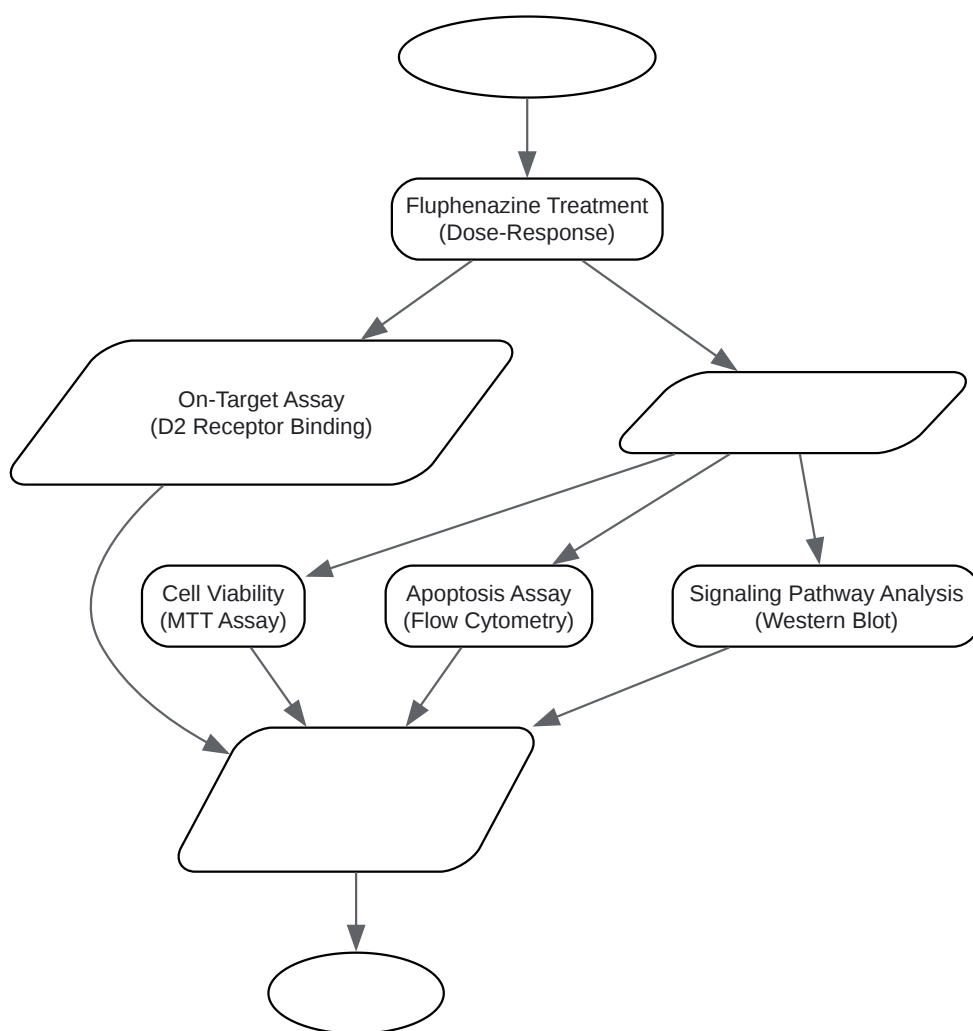 Fluphenazine Treatment
(Dose-Response)
On-Target Assay
(D2 Receptor Binding)
Cell Viability
(MTT Assay)
Apoptosis Assay
(Flow Cytometry)
Signaling Pathway Analysis
(Western Blot)